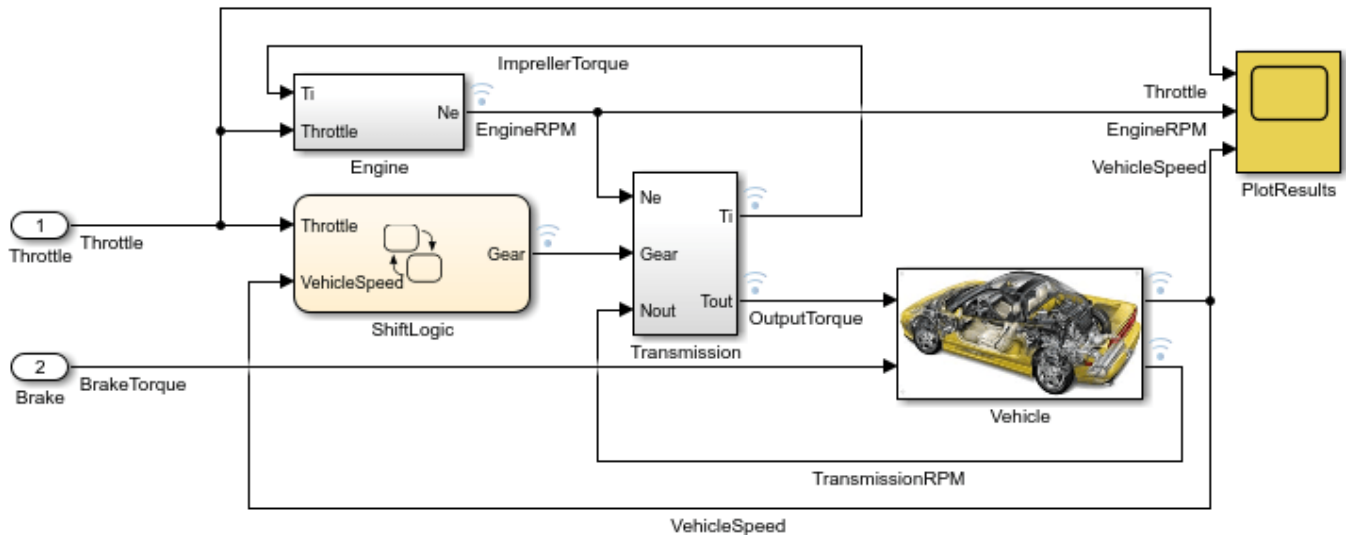 ImprellerTorque
Ti
Throttle
Ne
EngineRPM
Engine
Throttle
EngineRPM
VehicleSpeed
PlotResults
1
Throttle
Throttle
Throttle
VehicleSpeed
Gear
ShiftLogic
Ne
Gear
Nout
Ti
Tout
Transmission
OutputTorque
2
Brake
BrakeTorque
Vehicle
TransmissionRPM
VehicleSpeed